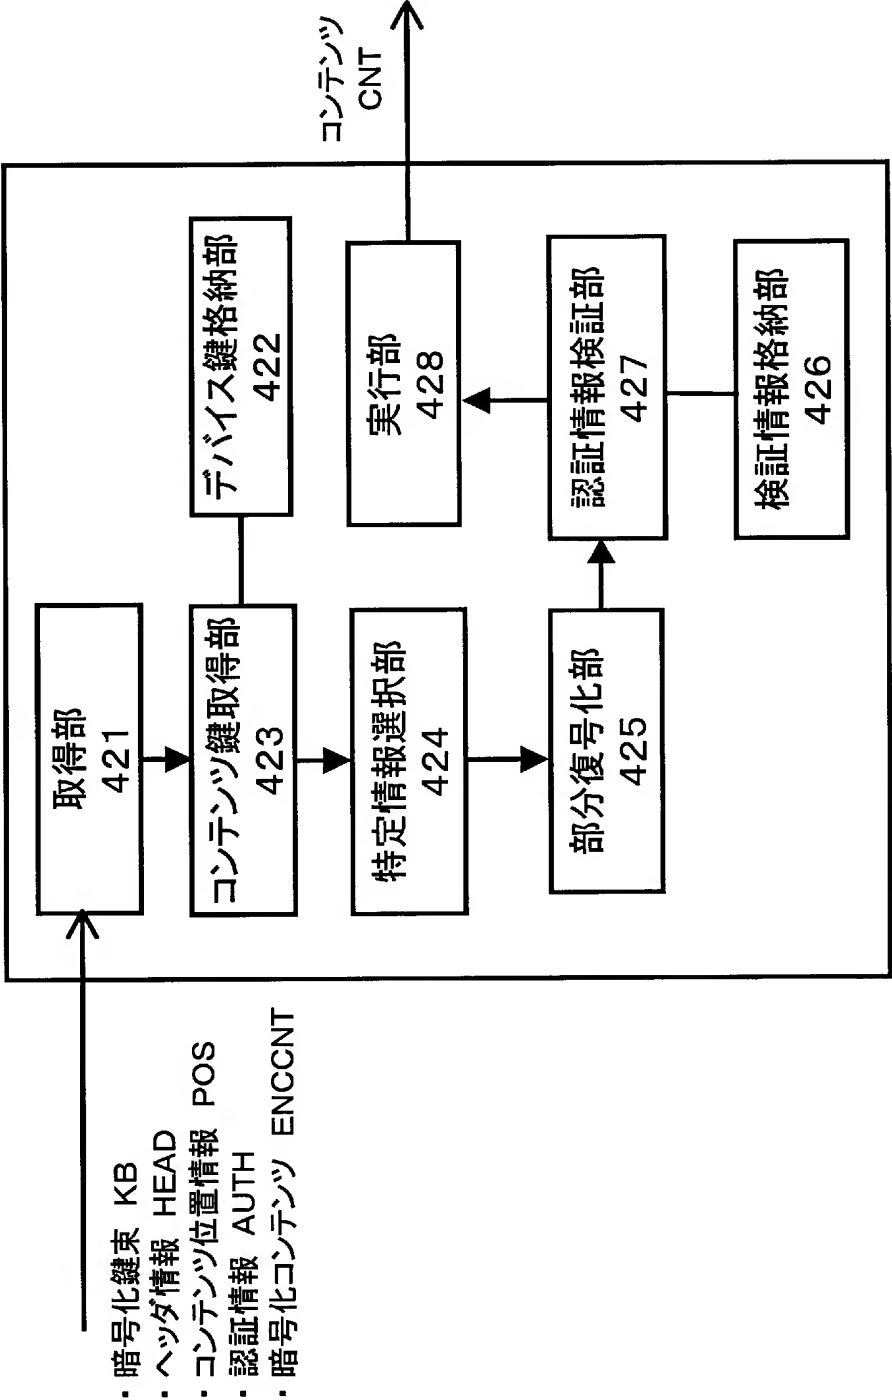 ・暗号化鍵束 KB
・ヘッダ情報 HEAD
・コンテンツ位置情報 POS
・認証情報 AUTH
・暗号化コンテンツ ENCCNT
取得部
421
コンテンツ鍵取得部
423
デバイス鍵格納部
422
特定情報選択部
424
部分復号化部
425
実行部
428
認証情報検証部
427
検証情報格納部
426
コンテンツ
CNT